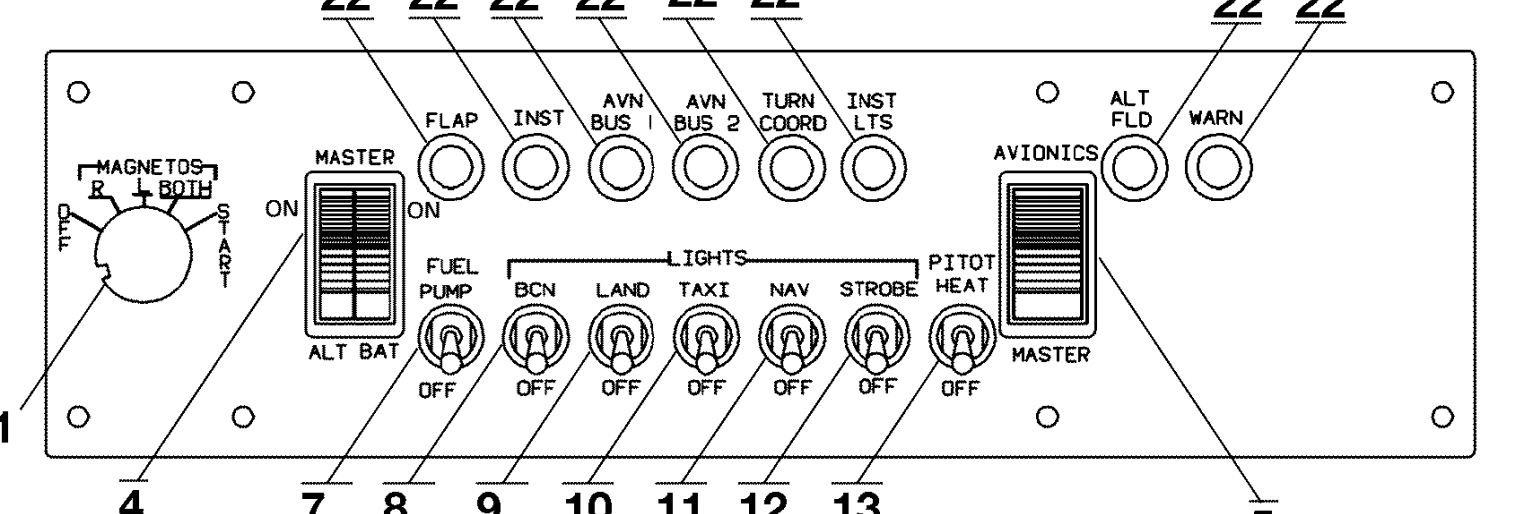 22 22 22 22 22 22 22 22
FLAP INST AVN BUS 1 AVN BUS 2 TURN COORD INST LTS ALT FLD WARN
MAGNETOS
R L BOTH
OFF
START
MASTER
ON ON
ALT BAT
AVIONICS
MASTER
LIGHTS
FUEL PUMP BCN LAND TAXI NAV STROBE PITOT HEAT
OFF OFF OFF OFF OFF OFF OFF
1
4 7 8 9 10 11 12 13